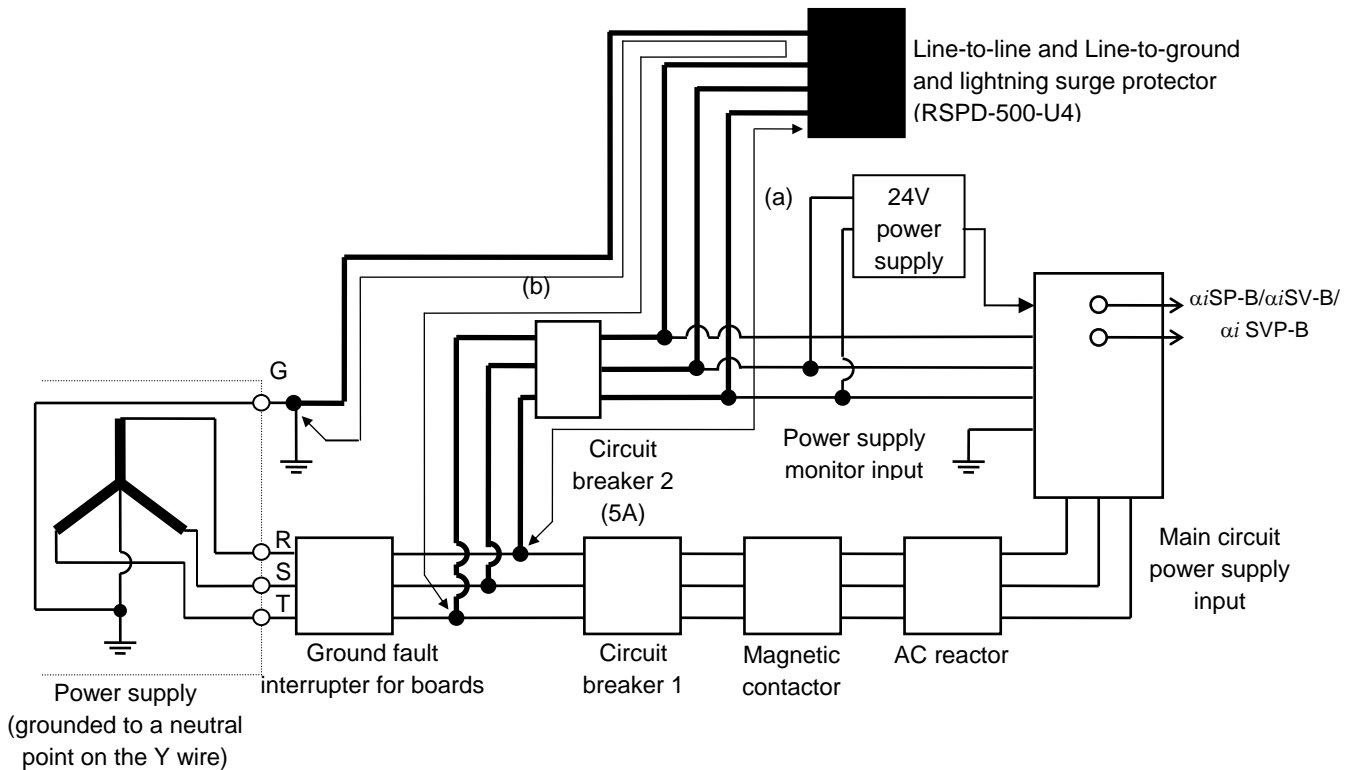 Line-to-line and Line-to-ground
and lightning surge protector
(RSPD-500-U4)
(a)
24V
power
supply
(b)
αiSP-B/αiSV-B/
αi SVP-B
G
Circuit
breaker 2
(5A)
Power supply
monitor input
R
S
T
Main circuit
power supply
input
Ground fault
interrupter for boards
Circuit
breaker 1
Magnetic
contactor
AC reactor
Power supply
(grounded to a neutral
point on the Y wire)